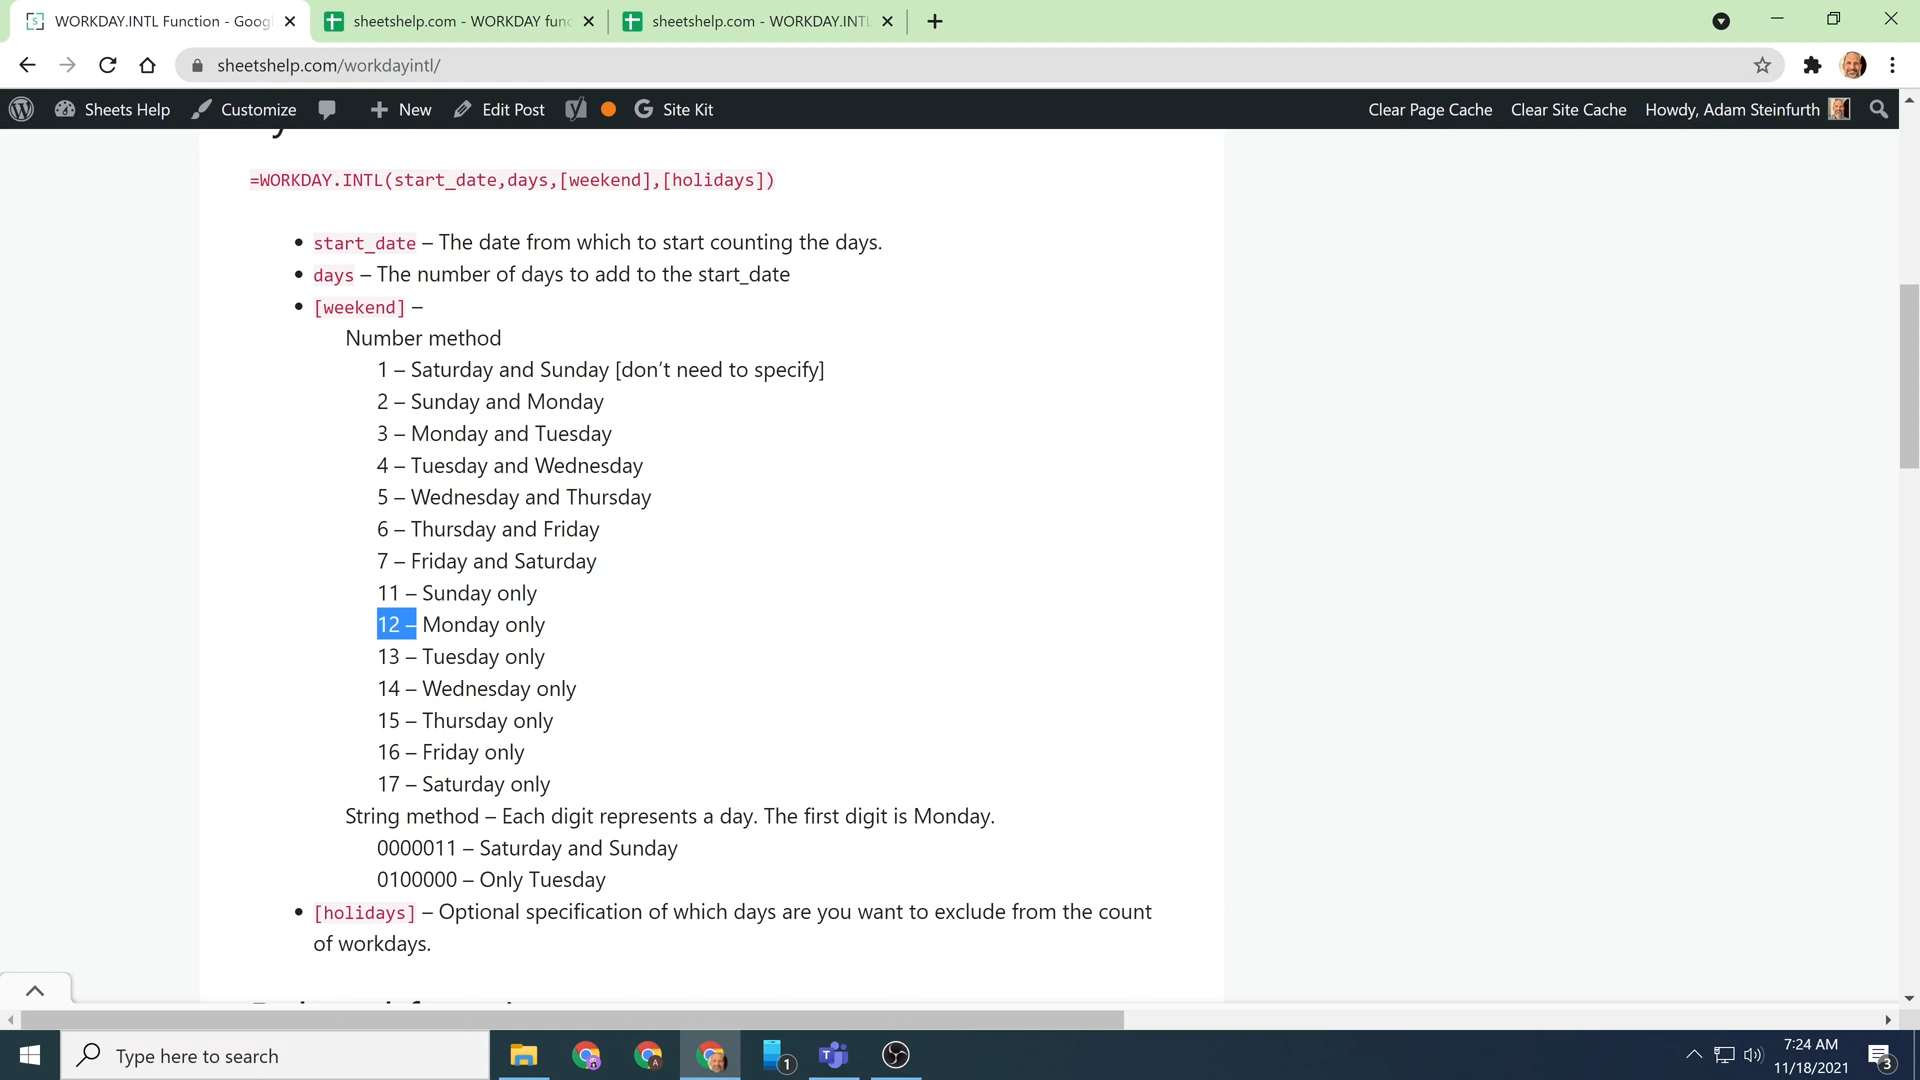 WORKDAY.INTL Function - Goog
sheetshelp.com - WORKDAY func
sheetshelp.com - WORKDAY.INTL
sheetshelp.com/workdayintl/
Sheets Help
Customize
New
Edit Post
Site Kit
Clear Page Cache
Clear Site Cache
Howdy, Adam Steinfurth
=WORKDAY.INTL(start_date,days,[weekend],[holidays])
• start_date – The date from which to start counting the days.
• days – The number of days to add to the start_date
• [weekend] –
Number method
1 – Saturday and Sunday [don’t need to specify]
2 – Sunday and Monday
3 – Monday and Tuesday
4 – Tuesday and Wednesday
5 – Wednesday and Thursday
6 – Thursday and Friday
7 – Friday and Saturday
11 – Sunday only
12 – Monday only
13 – Tuesday only
14 – Wednesday only
15 – Thursday only
16 – Friday only
17 – Saturday only
String method – Each digit represents a day. The first digit is Monday.
0000011 – Saturday and Sunday
0100000 – Only Tuesday
• [holidays] – Optional specification of which days are you want to exclude from the count
of workdays.
Type here to search
A
1
T
7:24 AM
11/18/2021
3